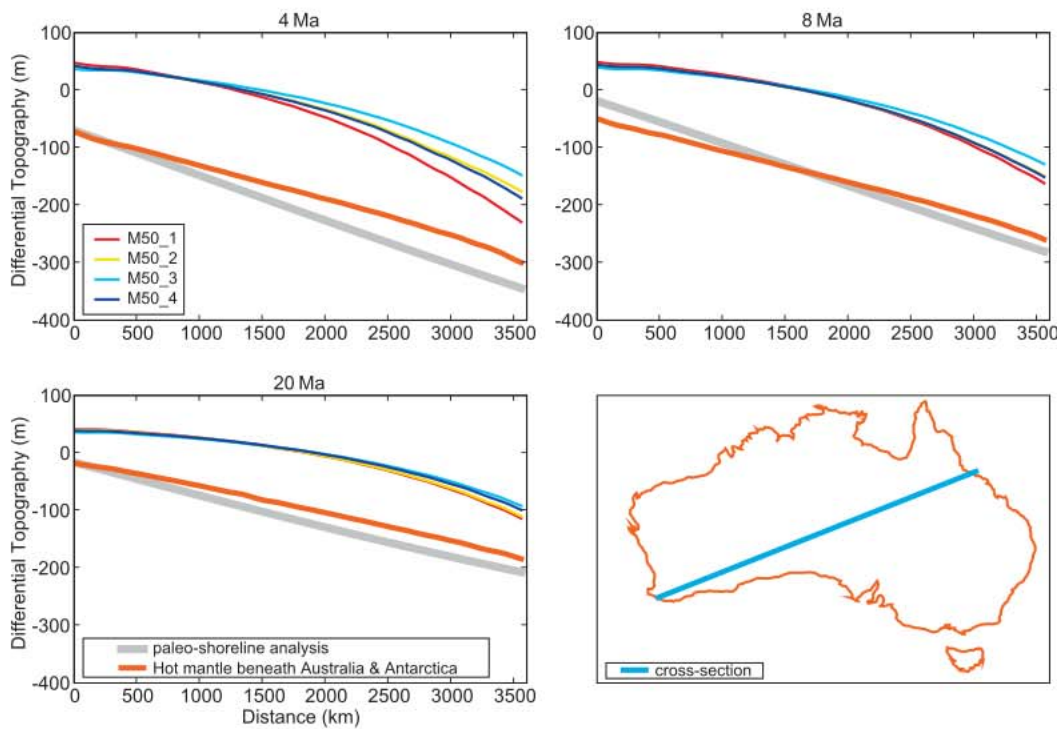 4 Ma
8 Ma
100
0
-100
-200
-300
-400
Differential Topography (m)
M50_1
M50_2
M50_3
M50_4
0 500 1000 1500 2000 2500 3000 3500
100
0
-100
-200
-300
-400
0 500 1000 1500 2000 2500 3000 3500
20 Ma
100
0
-100
-200
-300
-400
Differential Topography (m)
paleo-shoreline analysis
Hot mantle beneath Australia & Antarctica
0 500 1000 1500 2000 2500 3000 3500
Distance (km)
cross-section